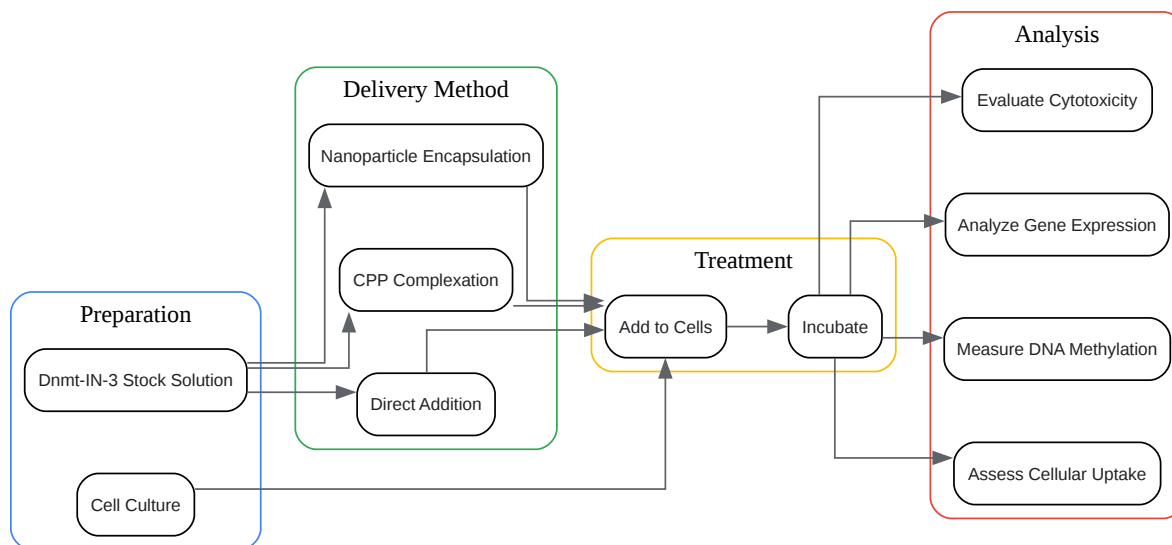 Preparation
Dnmt-IN-3 Stock Solution
Cell Culture
Delivery Method
Nanoparticle Encapsulation
CPP Complexation
Direct Addition
Treatment
Add to Cells
Incubate
Analysis
Evaluate Cytotoxicity
Analyze Gene Expression
Measure DNA Methylation
Assess Cellular Uptake